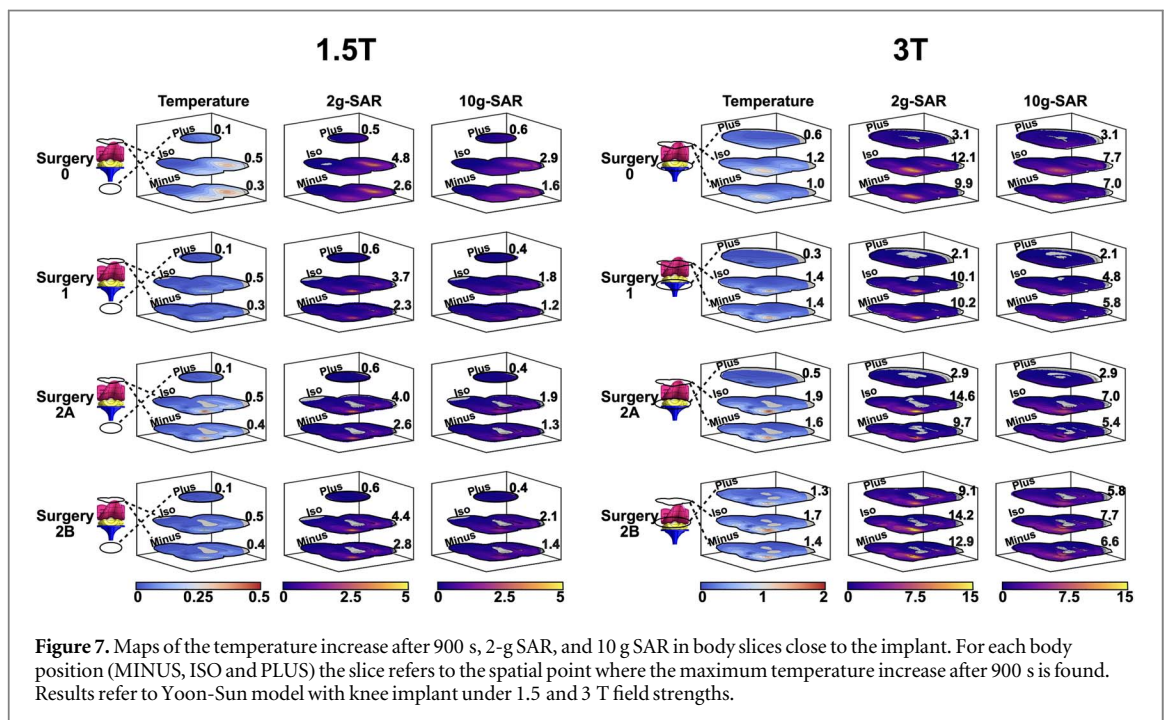 1.5T 3T
Temperature 2g-SAR 10g-SAR Temperature 2g-SAR 10g-SAR
Surgery 0
Plus 0.1 Plus 0.5 Plus 0.6 Plus 0.6 Plus 3.1 Plus 3.1
Iso 0.5 Iso 4.8 Iso 2.9 Iso 1.2 Iso 12.1 Iso 7.7
Minus 0.3 Minus 2.6 Minus 1.6 Minus 1.0 Minus 9.9 Minus 7.0
Surgery 0
Surgery 1
Plus 0.1 Plus 0.6 Plus 0.4 Plus 0.3 Plus 2.1 Plus 2.1
Iso 0.5 Iso 3.7 Iso 1.8 Iso 1.4 Iso 10.1 Iso 4.8
Minus 0.3 Minus 2.3 Minus 1.2 Minus 1.4 Minus 10.2 Minus 5.8
Surgery 1
Surgery 2A
Plus 0.1 Plus 0.6 Plus 0.4 Plus 0.5 Plus 2.9 Plus 2.9
Iso 0.5 Iso 4.0 Iso 1.9 Iso 1.9 Iso 14.6 Iso 7.0
Minus 0.4 Minus 2.6 Minus 1.3 Minus 1.6 Minus 9.7 Minus 5.4
Surgery 2A
Surgery 2B
Plus 0.1 Plus 0.6 Plus 0.4 Plus 1.3 Plus 9.1 Plus 5.8
Iso 0.5 Iso 4.4 Iso 2.1 Iso 1.7 Iso 14.2 Iso 7.7
Minus 0.4 Minus 2.8 Minus 1.4 Minus 1.4 Minus 12.9 Minus 6.6
Surgery 2B
0 0.25 0.5 0 2.5 5 0 2.5 5 0 1 2 0 7.5 15 0 7.5 15
Figure 7. Maps of the temperature increase after 900 s, 2-g SAR, and 10 g SAR in body slices close to the implant. For each body
position (MINUS, ISO and PLUS) the slice refers to the spatial point where the maximum temperature increase after 900 s is found.
Results refer to Yoon-Sun model with knee implant under 1.5 and 3 T field strengths.